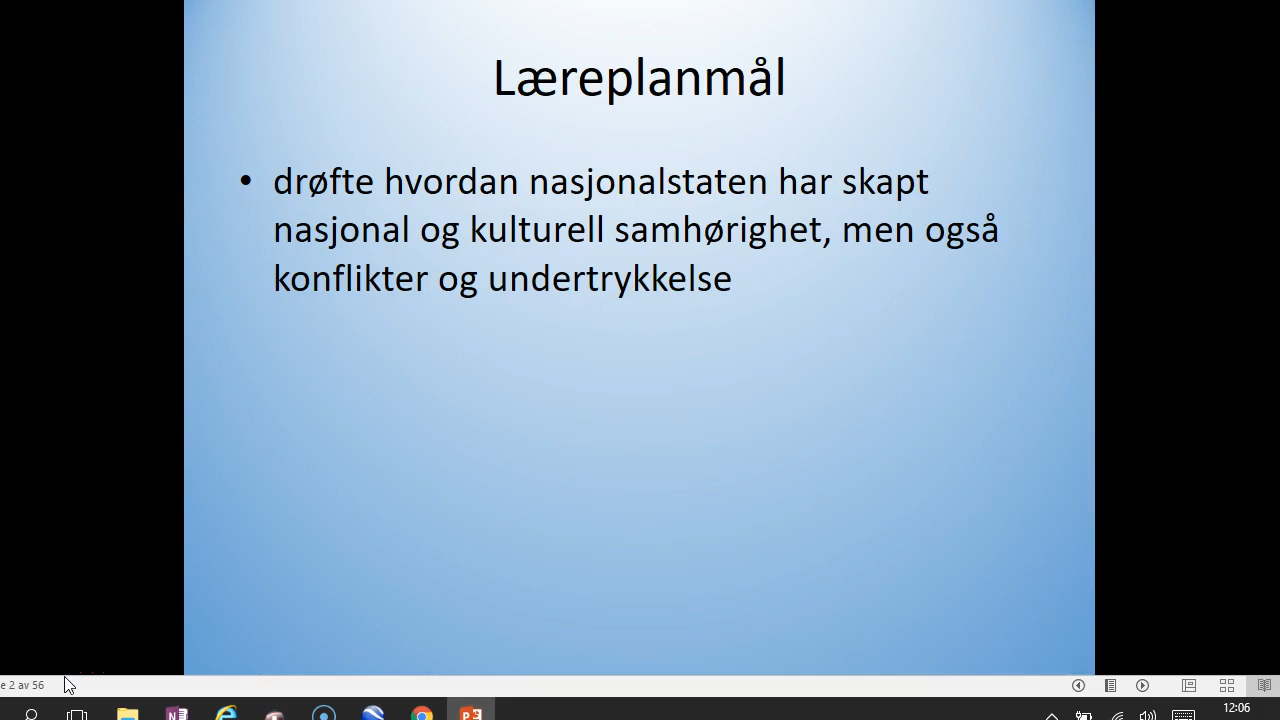 Læreplanmål
• drøfte hvordan nasjonalstaten har skapt
nasjonal og kulturell samhørighet, men også
konflikter og undertrykkelse
e 2 av 56
12:06